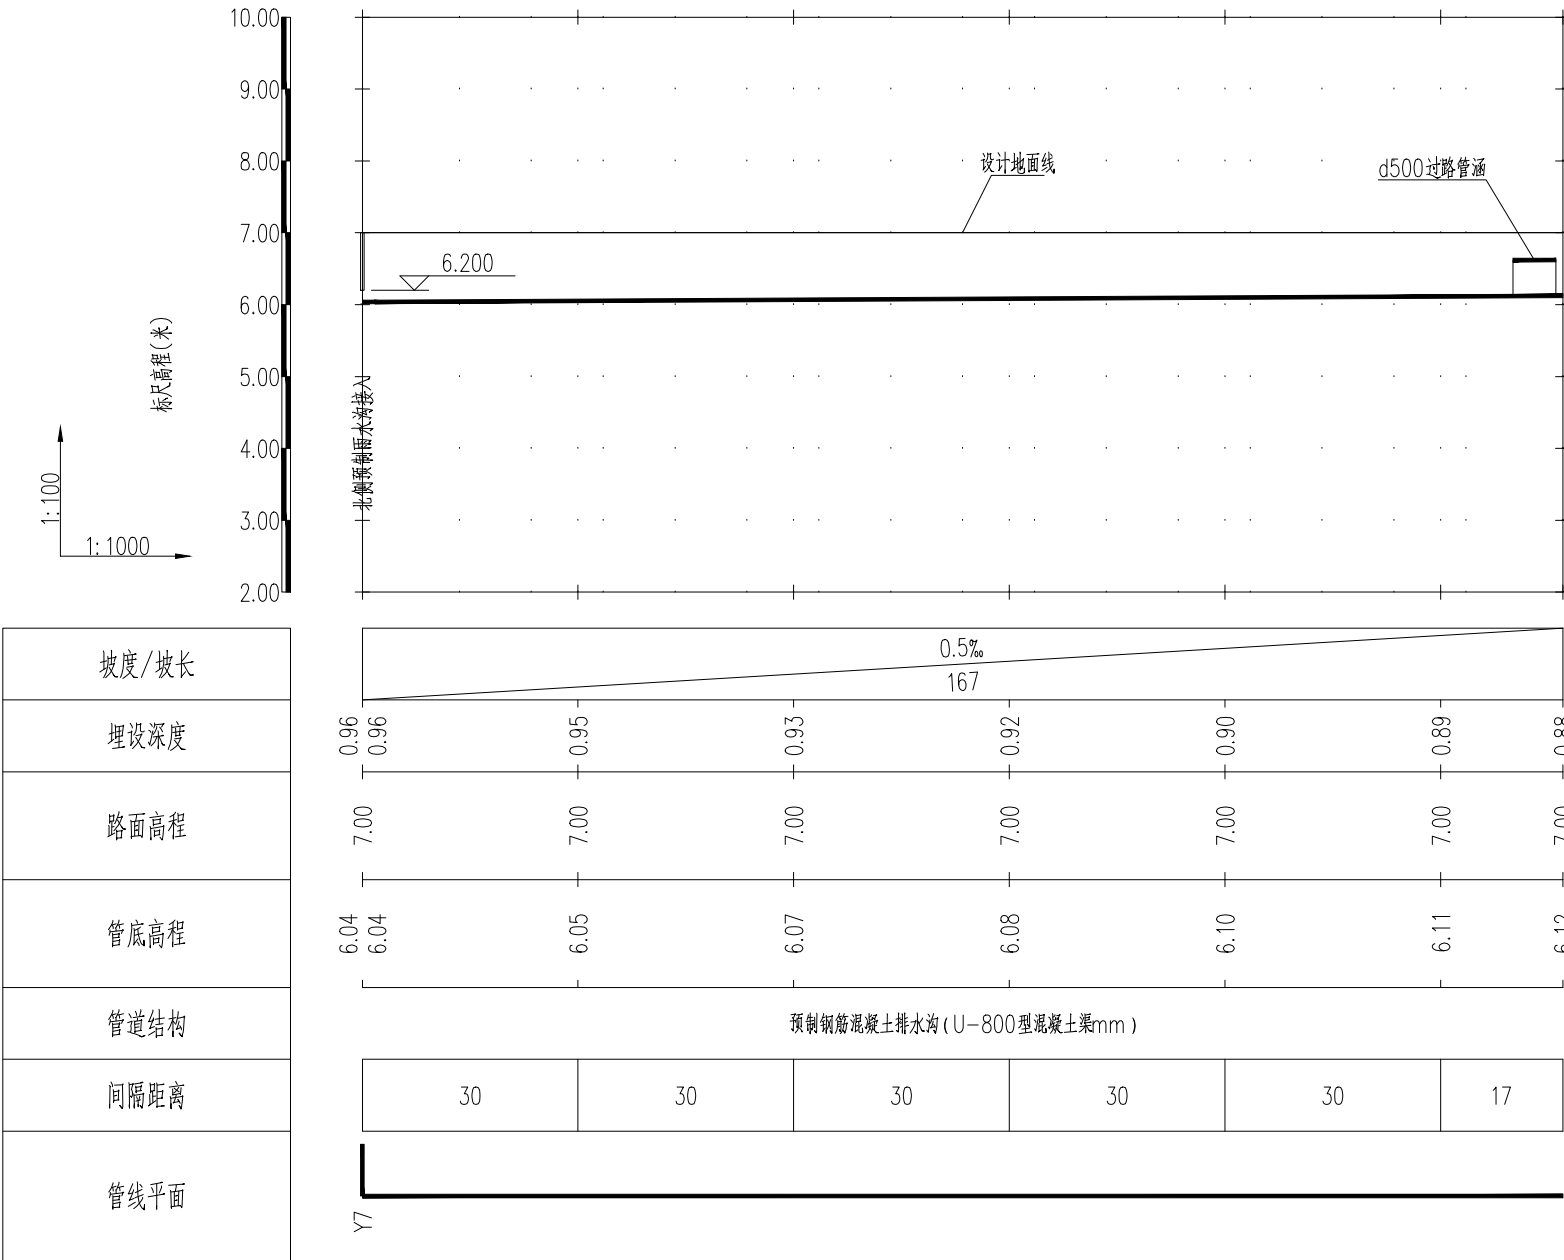 10.00
9.00
8.00
7.00
6.00
5.00
4.00
3.00
2.00
标尺高程(米)
1:100
1:1000
设计地面线
d500过路管涵
6.200
北侧预制雨水沟接入
坡度/坡长
0.5‰
167
埋设深度
0.96 0.96 0.95 0.93 0.92 0.90 0.89 0.88
路面高程
7.00 7.00 7.00 7.00 7.00 7.00 7.00
管底高程
6.04 6.04 6.05 6.07 6.08 6.10 6.11 6.12
管道结构
预制钢筋混凝土排水沟(U-800型混凝土渠mm)
间隔距离
30 30 30 30 30 17
管线平面
Y7